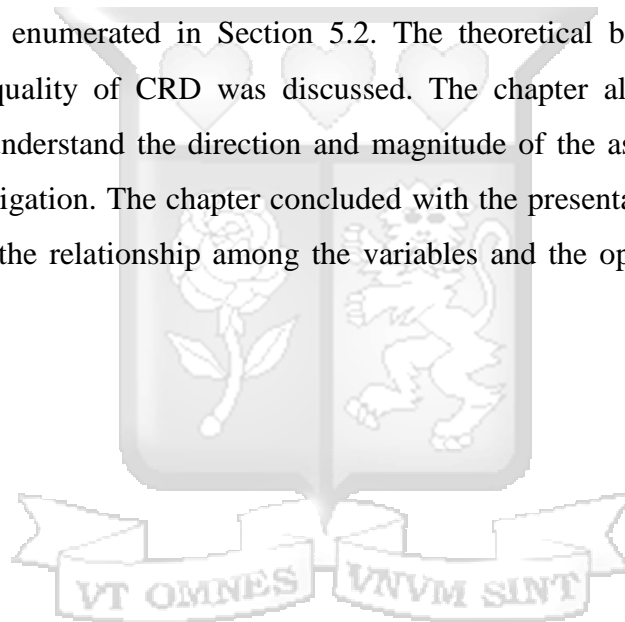 enumerated in Section 5.2. The theoretical b
quality of CRD was discussed. The chapter al
understand the direction and magnitude of the as
igation. The chapter concluded with the presenta
the relationship among the variables and the op
VT OMNES VNVM SINT